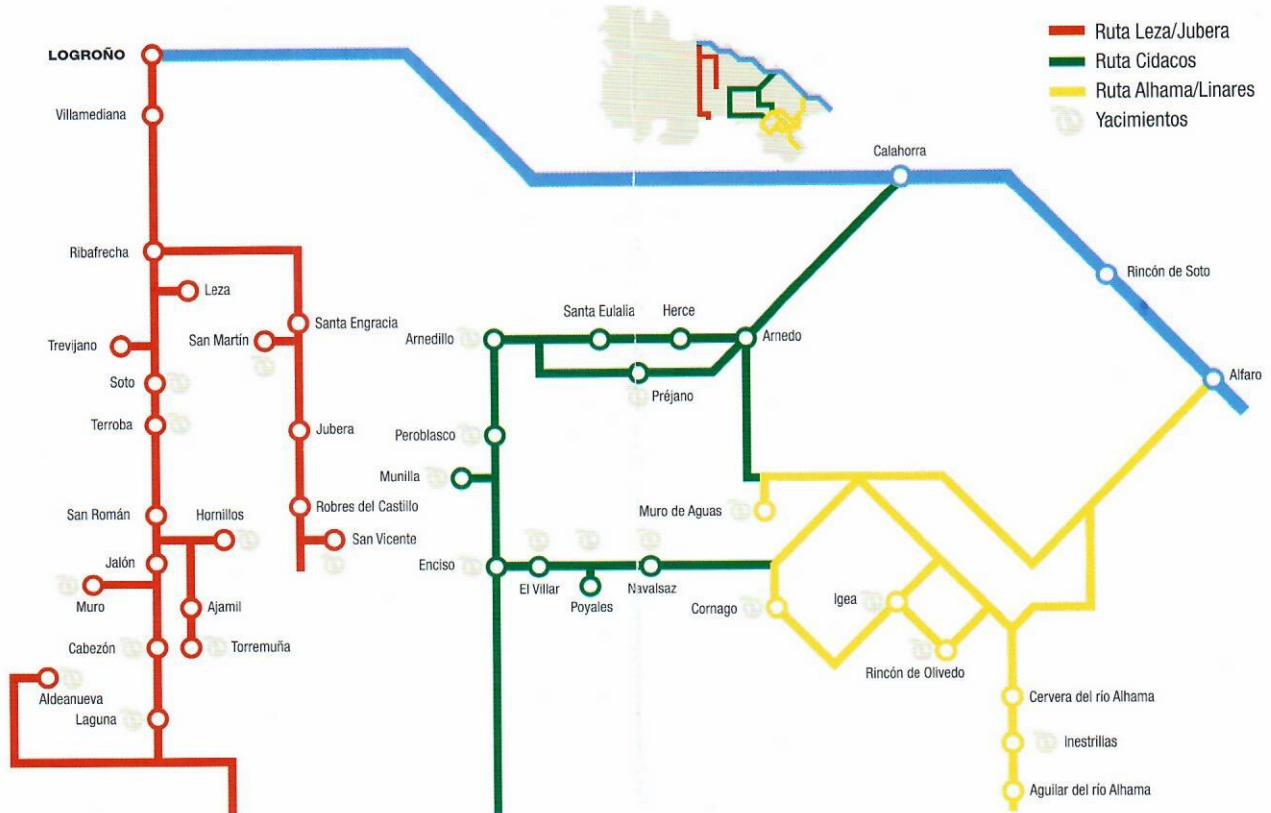 LOGROÑO
Villamediana
Ribafrecha
Leza
Trevijano
Soto
Terroba
San Román
Hornillos
Jalón
Muro
Ajamil
Cabezón
Torremuña
Aldeanueva
Laguna
Santa Engracia
San Martín
Jubera
Robres del Castillo
San Vicente
Arnedillo
Santa Eulalia
Herce
Arnedo
Préjano
Peroblasco
Munilla
Enciso
El Villar
Poyales
Navalsaz
Calahorra
Rincón de Soto
Alfaro
Muro de Aguas
Cornago
Igea
Rincón de Olivedo
Cervera del río Alhama
Inestrillas
Aguilar del río Alhama
Ruta Leza/Jubera
Ruta Cidacos
Ruta Alhama/Linares
Yacimientos